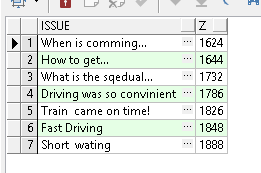 ISSUE Z
1 When is comming... ... 1624
2 How to get... ... 1644
3 What is the sqedual... ... 1732
4 Driving was so convinient ... 1786
5 Train came on time! ... 1826
6 Fast Driving ... 1848
7 Short wating ... 1888